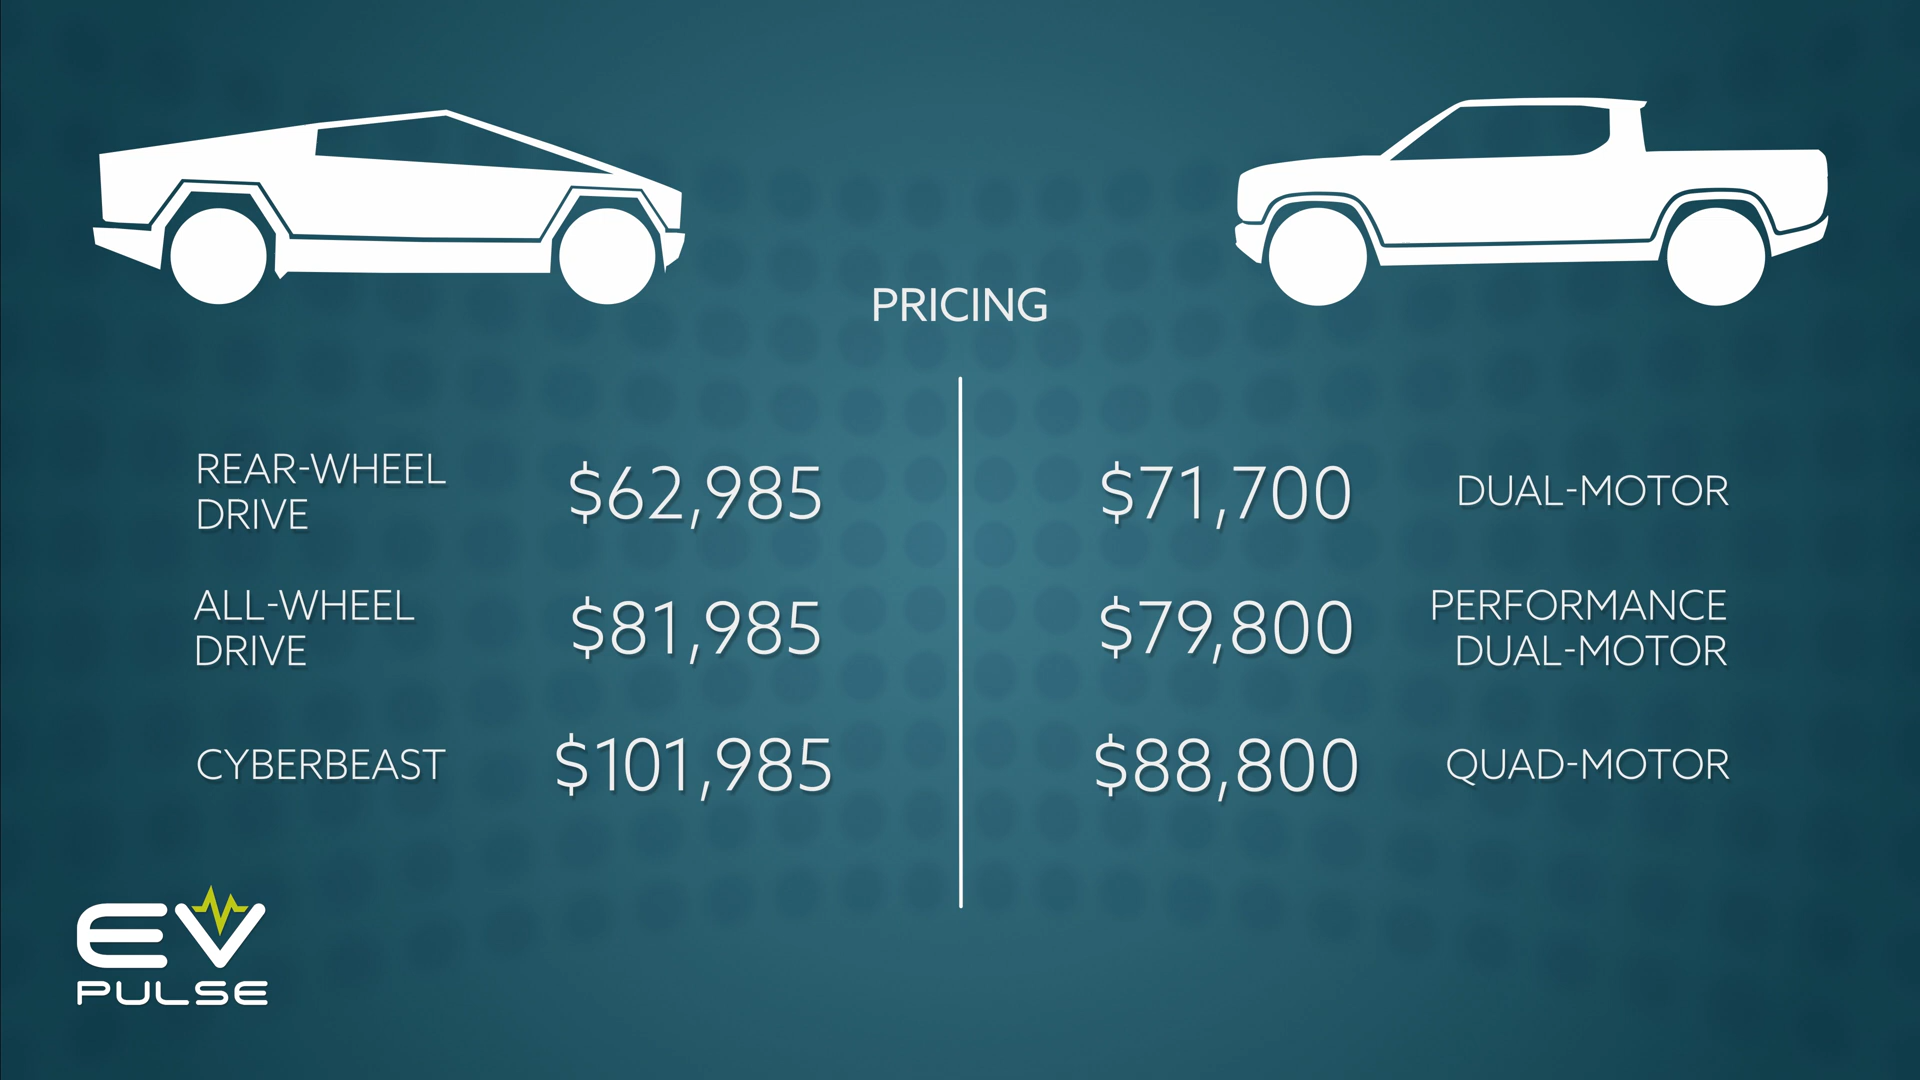 PRICING
REAR-WHEEL
DRIVE
$62,985
$71,700
DUAL-MOTOR
ALL-WHEEL
DRIVE
$81,985
$79,800
PERFORMANCE
DUAL-MOTOR
CYBERBEAST
$101,985
$88,800
QUAD-MOTOR
EV
PULSE